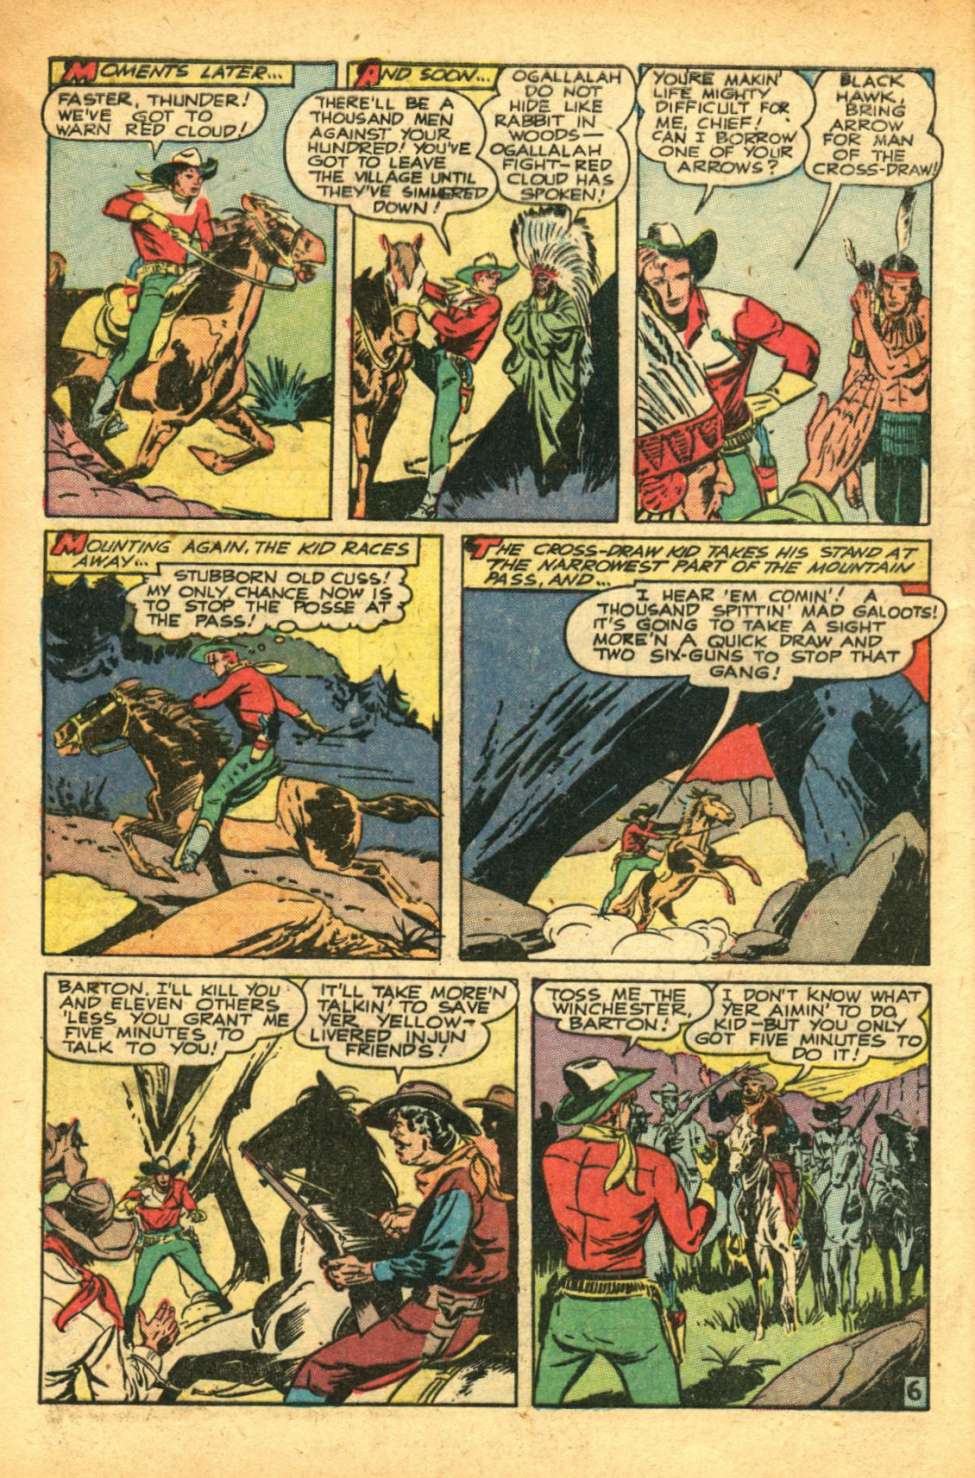 MOMENTS LATER...
FASTER, THUNDER!
WE'VE GOT TO
WARN RED CLOUD!
AND SOON...
THERE'LL BE A
THOUSAND MEN
AGAINST YOUR
HUNDRED! YOU'VE
GOT TO LEAVE
THE VILLAGE UNTIL
THEY'VE SIMMERED
DOWN!
OGALLALAH
DO NOT
HIDE LIKE
RABBIT IN
WOODS—
OGALLALAH
FIGHT-RED
CLOUD HAS
SPOKEN!
YOU'RE MAKIN'
LIFE MIGHTY
DIFFICULT FOR
ME, CHIEF!
CAN I BORROW
ONE OF YOUR
ARROWS?
BLACK
HAWK,
BRING
ARROW
FOR MAN
OF THE
CROSS-DRAW!
MOUNTING AGAIN, THE KID RACES
AWAY...
STUBBORN OLD CUSS!
MY ONLY CHANCE NOW IS
TO STOP THE POSSE AT
THE PASS!
THE CROSS-DRAW KID TAKES HIS STAND AT
THE NARROWEST PART OF THE MOUNTAIN
PASS, AND...
I HEAR 'EM COMIN'! A
THOUSAND SPITTIN' MAD GALOOTS!
IT'S GOING TO TAKE A SIGHT
MORE'N A QUICK DRAW AND
TWO SIX-GUNS TO STOP THAT
GANG!
BARTON, I'LL KILL YOU
AND ELEVEN OTHERS
'LESS YOU GRANT ME
FIVE MINUTES TO
TALK TO YOU!
IT'LL TAKE MORE'N
TALKIN' TO SAVE
YER YELLOW-
LIVERED INJUN
FRIENDS!
TOSS ME THE
WINCHESTER,
BARTON!
I DON'T KNOW WHAT
YER AIMIN' TO DO,
KID-BUT YOU ONLY
GOT FIVE MINUTES TO
DO IT!
6